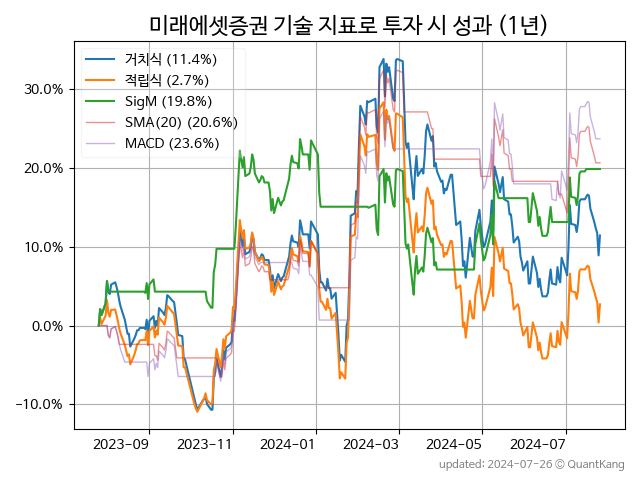 미래에셋증권 기술 지표로 투자 시 성과 (1년)
거치식 (11.4%)
적립식 (2.7%)
SigM (19.8%)
SMA(20) (20.6%)
MACD (23.6%)
30.0%
20.0%
10.0%
0.0%
−10.0%
2023−09
2023−11
2024−01
2024−03
2024−05
2024−07
updated: 2024-07-26 © QuantKang